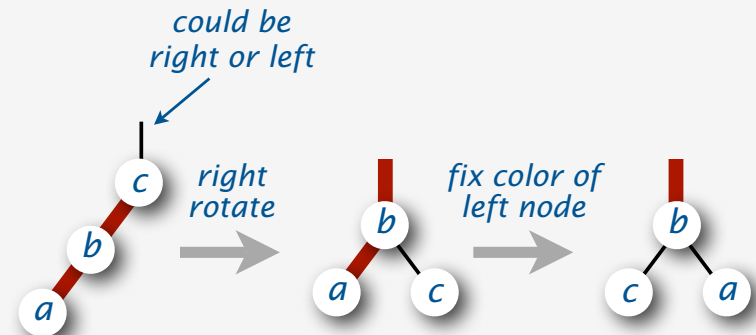 could be
right or left
c
b
a
right
rotate
b
a
c
fix color of
left node
b
c
a